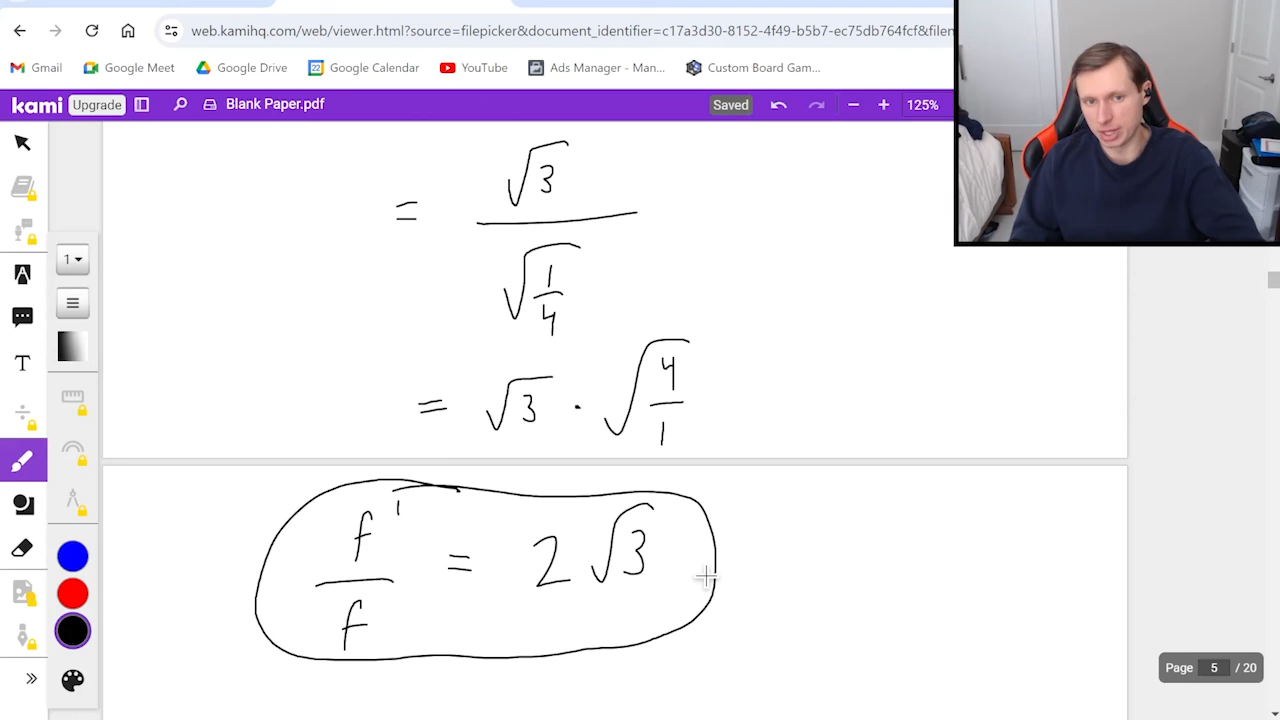 web.kamihq.com/web/viewer.html?source=filepicker&document_identifier=c17a3d30-8152-4f49-b5b7-ec75db764fcf&filen
Gmail Google Meet Google Drive 22 Google Calendar YouTube Ads Manager - Man... Custom Board Gam...
kami Upgrade Blank Paper.pdf Saved 125%
A
T
1
= √3 / √(1/4)
= √3 · √(4/1)
f' / f = 2√3
Page 5 / 20